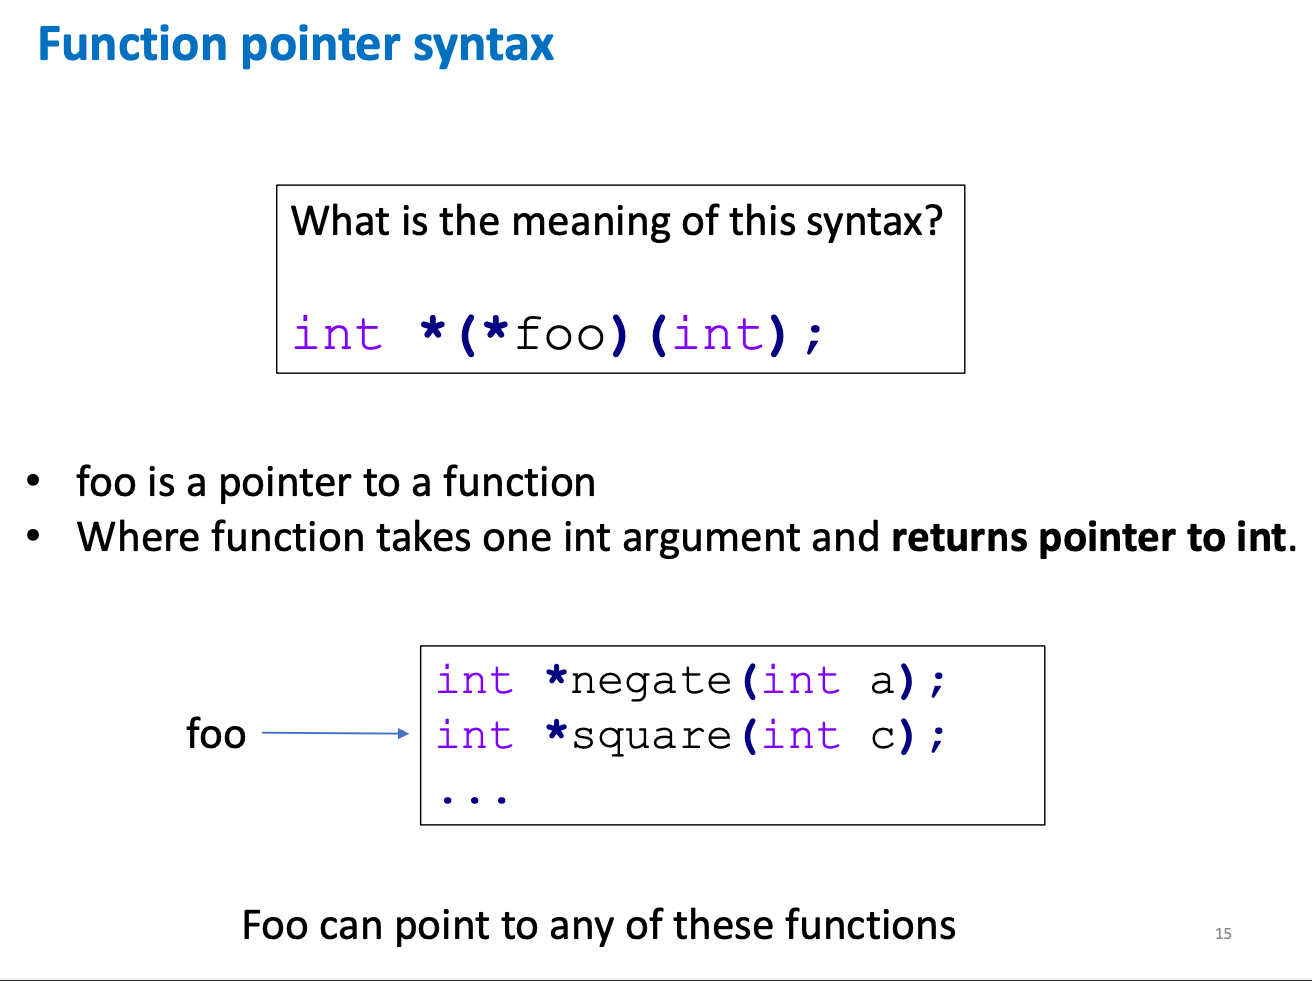 Function pointer syntax
What is the meaning of this syntax?
int *(*foo)(int);
• foo is a pointer to a function
• Where function takes one int argument and returns pointer to int.
int *negate(int a);
foo
int *square(int c);
...
Foo can point to any of these functions
15